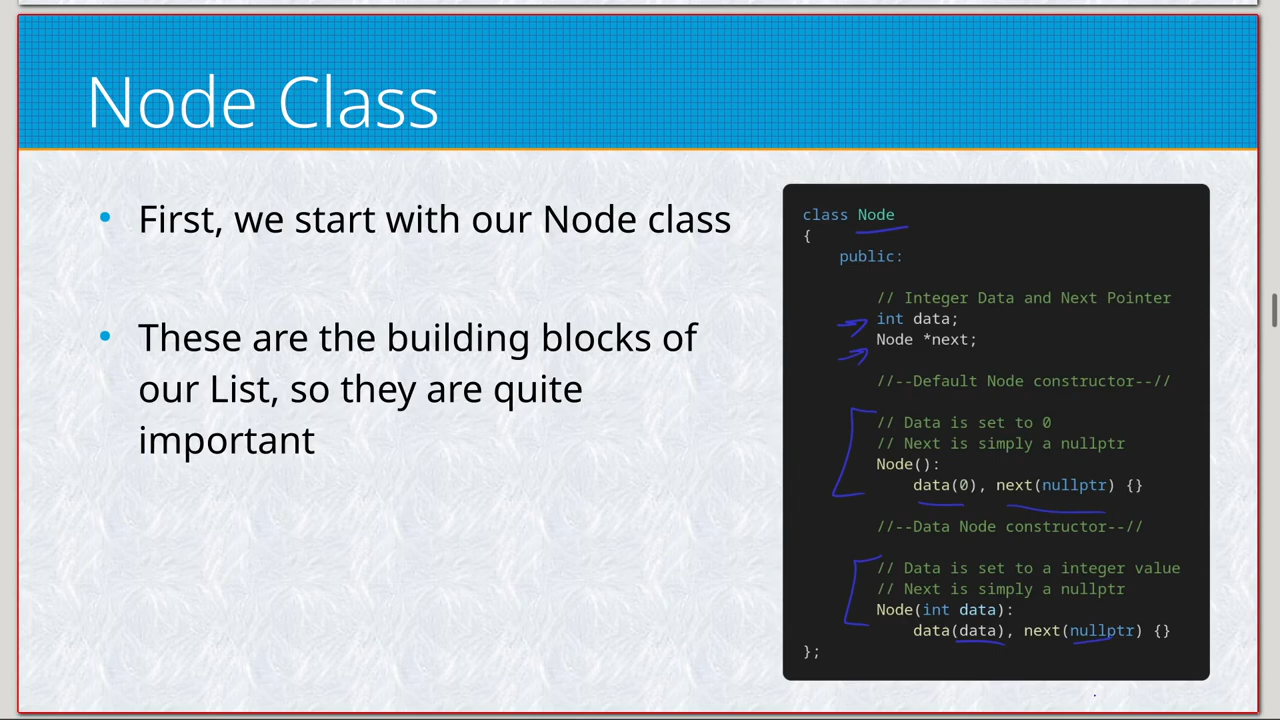 Node Class
• First, we start with our Node class
• These are the building blocks of
our List, so they are quite
important
class Node
{
public:
// Integer Data and Next Pointer
int data;
Node *next;
//--Default Node constructor--//
// Data is set to 0
// Next is simply a nullptr
Node():
data(0), next(nullptr) {}
//--Data Node constructor--//
// Data is set to a integer value
// Next is simply a nullptr
Node(int data):
data(data), next(nullptr) {}
};